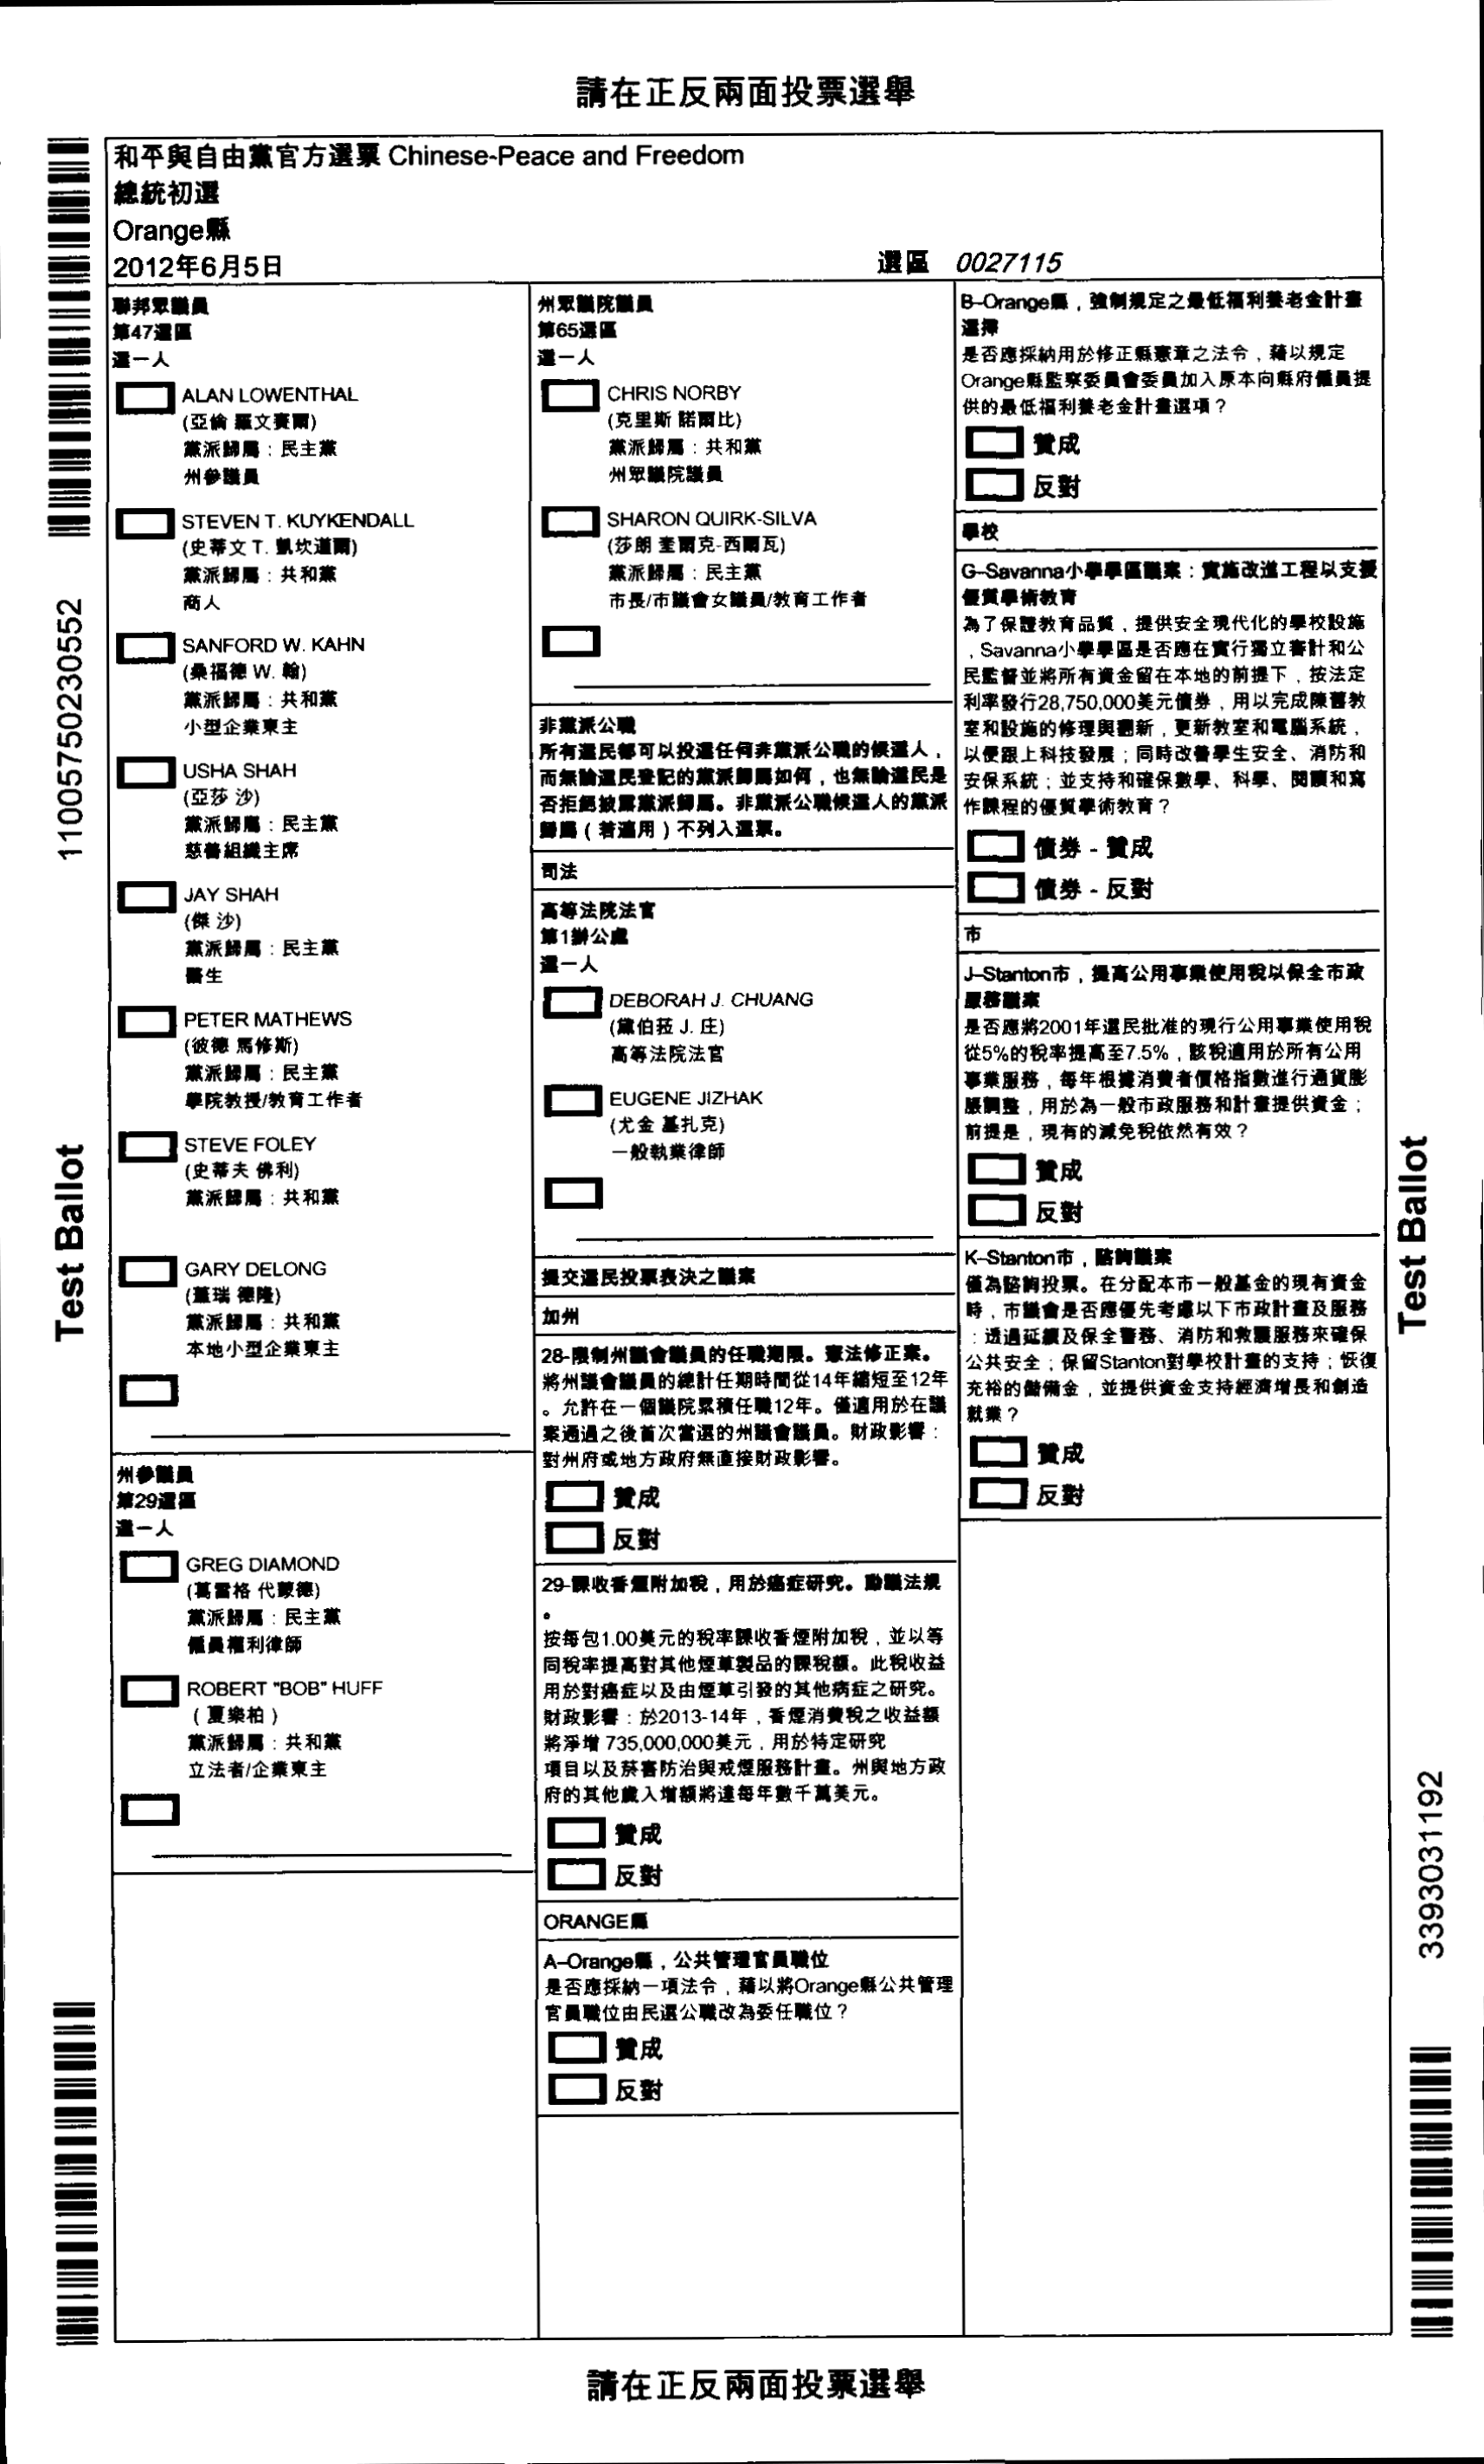 請在正反兩面投票選舉
和平與自由黨官方選票 Chinese-Peace and Freedom
總統初選
Orange縣
2012年6月5日
選區 0027115
聯邦眾議員
第47選區
選一人
ALAN LOWENTHAL
(亞倫 羅文賽爾)
黨派歸屬：民主黨
州參議員
STEVEN T. KUYKENDALL
(史蒂文 T. 凱坎道爾)
黨派歸屬：共和黨
商人
SANFORD W. KAHN
(桑福德 W. 翰)
黨派歸屬：共和黨
小型企業東主
USHA SHAH
(亞莎 沙)
黨派歸屬：民主黨
慈善組織主席
JAY SHAH
(傑 沙)
黨派歸屬：民主黨
醫生
PETER MATHEWS
(彼德 馬修斯)
黨派歸屬：民主黨
學院教授/教育工作者
STEVE FOLEY
(史蒂夫 佛利)
黨派歸屬：共和黨
GARY DELONG
(蓋瑞 德隆)
黨派歸屬：共和黨
本地小型企業東主
州參議員
第29選區
選一人
GREG DIAMOND
(葛雷格 代蒙德)
黨派歸屬：民主黨
僱員權利律師
ROBERT "BOB" HUFF
(夏樂柏)
黨派歸屬：共和黨
立法者/企業東主
州眾議院議員
第65選區
選一人
CHRIS NORBY
(克里斯 諾爾比)
黨派歸屬：共和黨
州眾議院議員
SHARON QUIRK-SILVA
(莎朗 奎爾克-西爾瓦)
黨派歸屬：民主黨
市長/市議會女議員/教育工作者
非黨派公職
所有選民都可以投選任何非黨派公職的候選人，
而無論選民登記的黨派歸屬如何，也無論選民是
否拒絕披露黨派歸屬。非黨派公職候選人的黨派
歸屬（若適用）不列入選票。
司法
高等法院法官
第1辦公處
選一人
DEBORAH J. CHUANG
(黛伯菈 J. 庄)
高等法院法官
EUGENE JIZHAK
(尤金 基扎克)
一般執業律師
提交選民投票表決之議案
加州
28-限制州議會議員的任職期限。憲法修正案。
將州議會議員的總計任期時間從14年縮短至12年
。允許在一個議院累積任職12年。僅適用於在議
案通過之後首次當選的州議會議員。財政影響：
對州府或地方政府無直接財政影響。
贊成
反對
29-課收香煙附加稅，用於癌症研究。動議法規
。
按每包1.00美元的稅率課收香煙附加稅，並以等
同稅率提高對其他煙草製品的課稅額。此稅收益
用於對癌症以及由煙草引發的其他病症之研究。
財政影響：於2013-14年，香煙消費稅之收益額
將淨增 735,000,000美元，用於特定研究
項目以及菸害防治與戒煙服務計畫。州與地方政
府的其他歲入增額將達每年數千萬美元。
贊成
反對
ORANGE縣
A–Orange縣，公共管理官員職位
是否應採納一項法令，藉以將Orange縣公共管理
官員職位由民選公職改為委任職位？
贊成
反對
B–Orange縣，強制規定之最低福利養老金計畫
選擇
是否應採納用於修正縣憲章之法令，藉以規定
Orange縣監察委員會委員加入原本向縣府僱員提
供的最低福利養老金計畫選項？
贊成
反對
學校
G–Savanna小學學區議案：實施改進工程以支援
優質學術教育
為了保證教育品質，提供安全現代化的學校設施
，Savanna小學學區是否應在實行獨立審計和公
民監督並將所有資金留在本地的前提下，按法定
利率發行28,750,000美元債券，用以完成陳舊教
室和設施的修理與翻新，更新教室和電腦系統，
以便跟上科技發展；同時改善學生安全、消防和
安保系統；並支持和確保數學、科學、閱讀和寫
作課程的優質學術教育？
債券 - 贊成
債券 - 反對
市
J–Stanton市，提高公用事業使用稅以保全市政
服務議案
是否應將2001年選民批准的現行公用事業使用稅
從5%的稅率提高至7.5%，該稅適用於所有公用
事業服務，每年根據消費者價格指數進行通貨膨
脹調整，用於為一般市政服務和計畫提供資金；
前提是，現有的減免稅依然有效？
贊成
反對
K–Stanton市，諮詢議案
僅為諮詢投票。在分配本市一般基金的現有資金
時，市議會是否應優先考慮以下市政計畫及服務
：透過延續及保全警務、消防和救護服務來確保
公共安全；保留Stanton對學校計畫的支持；恢復
充裕的儲備金，並提供資金支持經濟增長和創造
就業？
贊成
反對
11005750230552
Test Ballot
Test Ballot
3393031192
請在正反兩面投票選舉